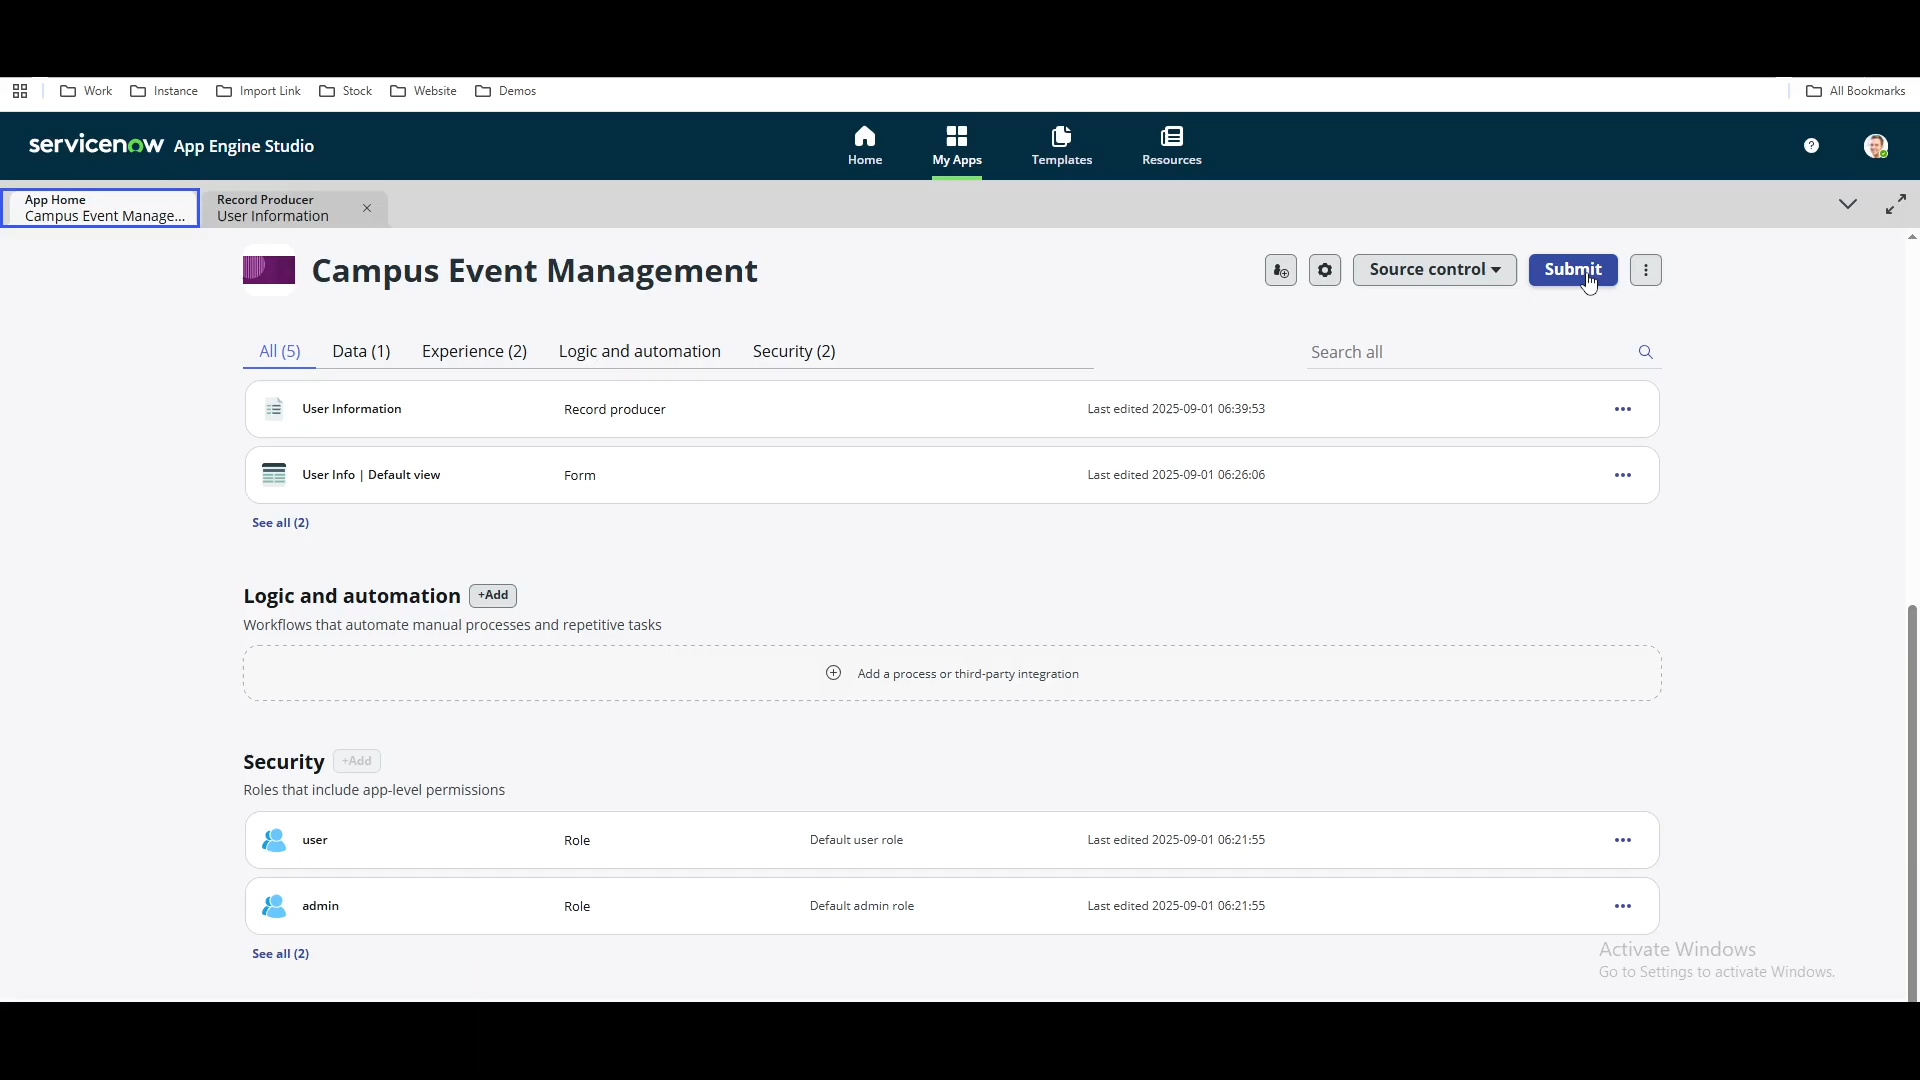 Work Instance Import Link Stock Website Demos All Bookmarks
servicenow App Engine Studio Home My Apps Templates Resources ?
App Home
Campus Event Manage...
Record Producer
User Information
Campus Event Management Source control Submit
All (5) Data (1) Experience (2) Logic and automation Security (2) Search all
User Information Record producer Last edited 2025-09-01 06:39:53
User Info | Default view Form Last edited 2025-09-01 06:26:06
See all (2)
Logic and automation +Add
Workflows that automate manual processes and repetitive tasks
Add a process or third-party integration
Security +Add
Roles that include app-level permissions
user Role Default user role Last edited 2025-09-01 06:21:55
admin Role Default admin role Last edited 2025-09-01 06:21:55
See all (2)
Activate Windows
Go to Settings to activate Windows.